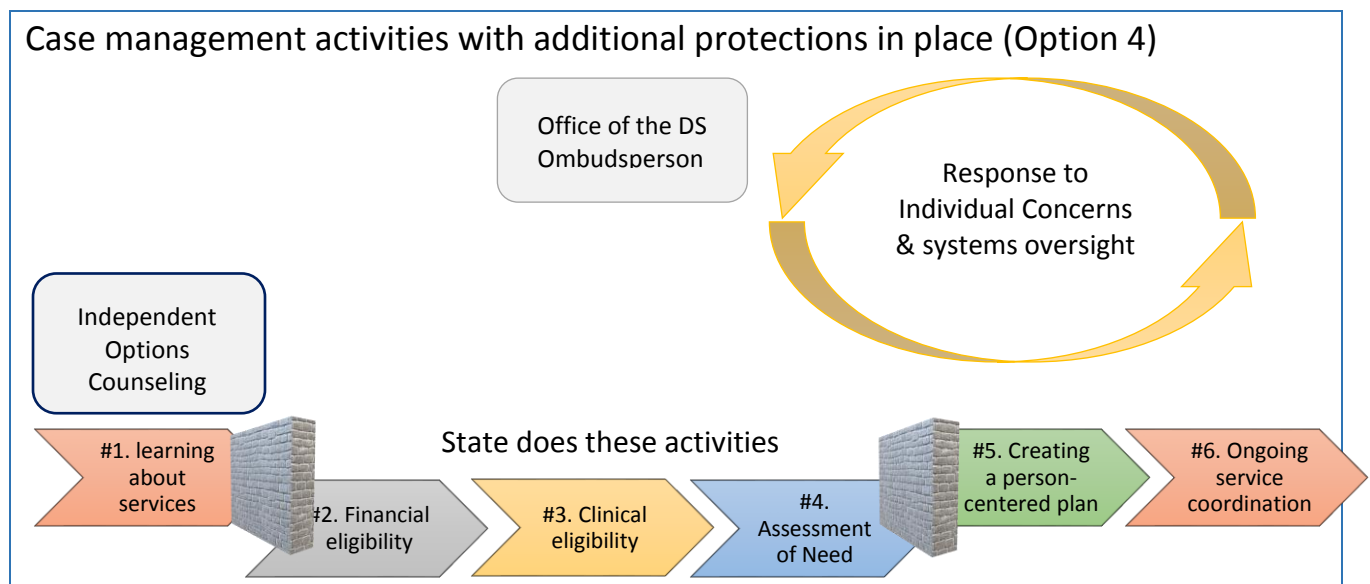 Case management activities with additional protections in place (Option 4)
Office of the DS
Ombudsperson
Response to
Individual Concerns
& systems oversight
Independent
Options
Counseling
State does these activities
#1. learning
about
services
#2. Financial
eligibility
#3. Clinical
eligibility
#4.
Assessment
of Need
#5. Creating
a person-
centered plan
#6. Ongoing
service
coordination